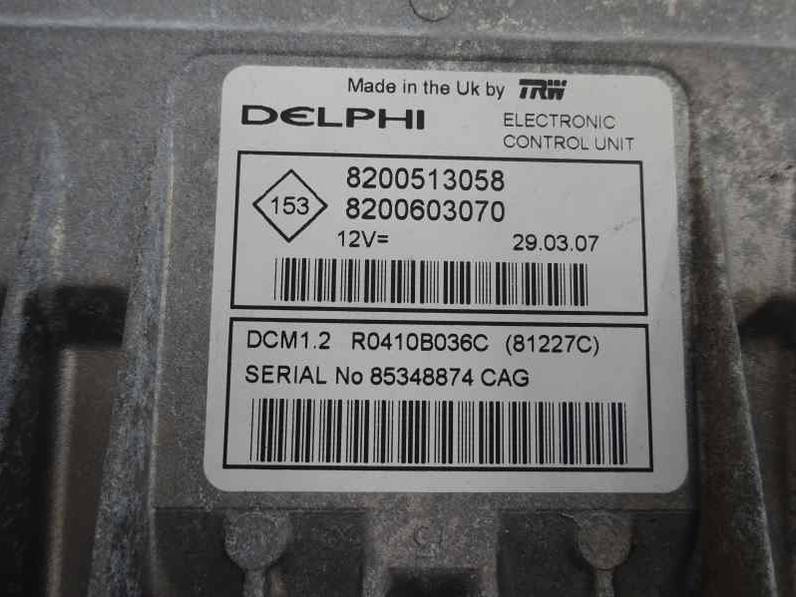 Made in the Uk by TRW
DELPHI
ELECTRONIC
CONTROL UNIT
153
8200513058
8200603070
12V=
29.03.07
DCM1.2 R0410B036C (81227C)
SERIAL No 85348874 CAG